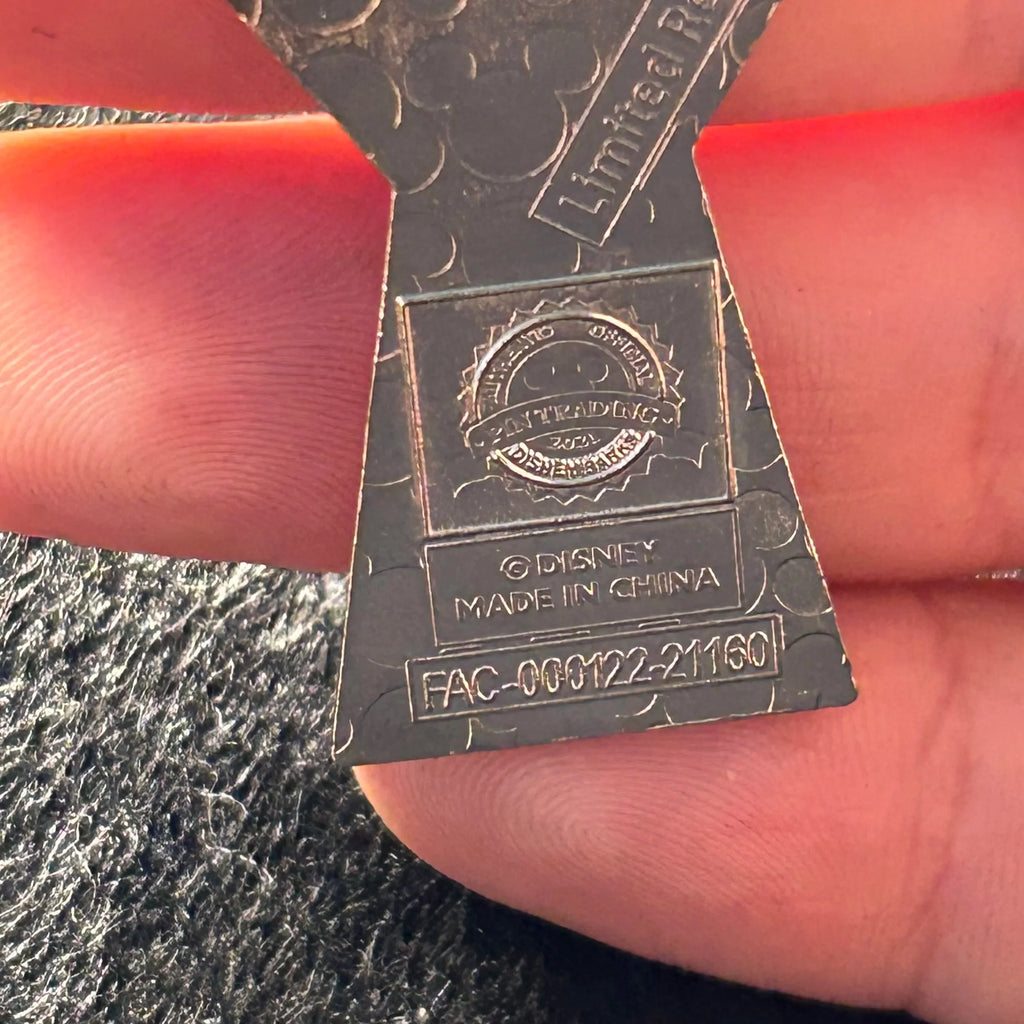 Limited Re
AUTHENTIC OFFICIAL
PIN TRADING
2021
DISNEY PARKS
© DISNEY
MADE IN CHINA
FAC-000122-21160